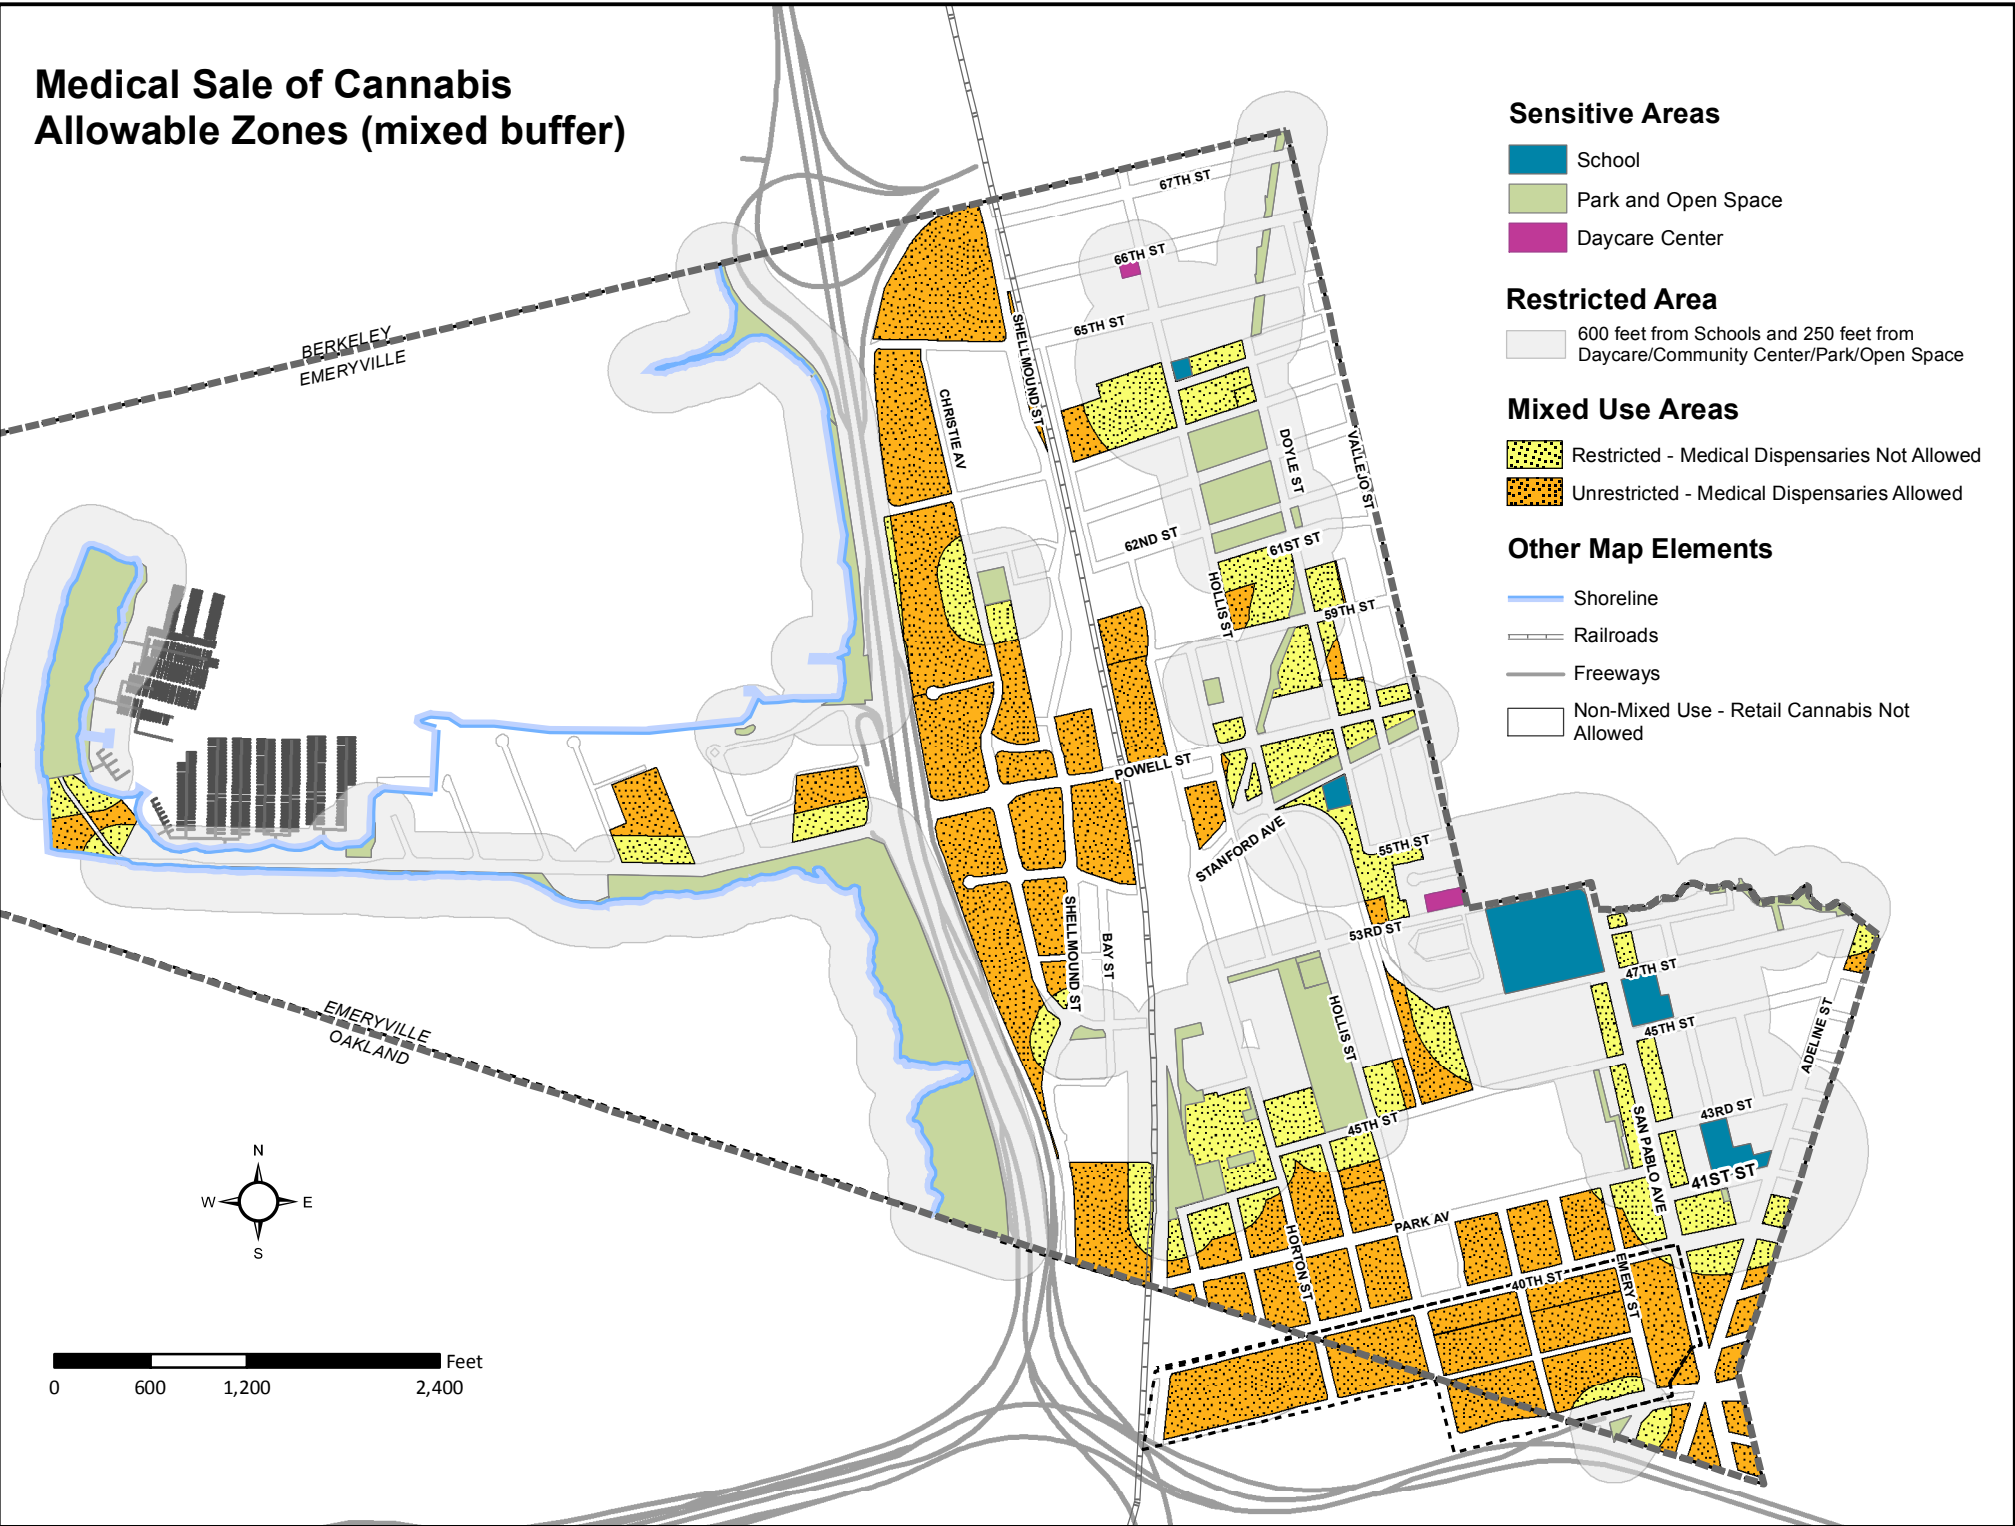 Medical Sale of Cannabis
Allowable Zones (mixed buffer)
Sensitive Areas
School
Park and Open Space
Daycare Center
Restricted Area
600 feet from Schools and 250 feet from
Daycare/Community Center/Park/Open Space
Mixed Use Areas
Restricted - Medical Dispensaries Not Allowed
Unrestricted - Medical Dispensaries Allowed
Other Map Elements
Shoreline
Railroads
Freeways
Non-Mixed Use - Retail Cannabis Not
Allowed
67TH ST
66TH ST
65TH ST
BERKELEY
EMERYVILLE
SHELLMOUND ST
CHRISTIE AV
DOYLE ST
VALLEJO ST
62ND ST
61ST ST
HOLLIS ST
59TH ST
POWELL ST
STANFORD AVE
55TH ST
53RD ST
SHELLMOUND ST
BAY ST
47TH ST
45TH ST
HOLLIS ST
ADELINE ST
EMERYVILLE
OAKLAND
45TH ST
43RD ST
SAN PABLO AVE
41ST ST
PARK AV
HORTON ST
40TH ST
EMERY ST
N
W
E
S
Feet
0
600
1,200
2,400